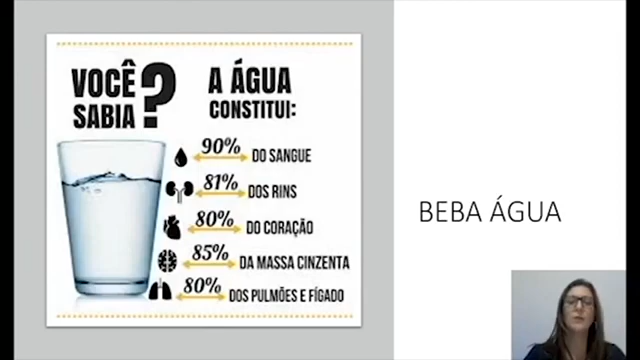 VOCÊ
SABIA ?
A ÁGUA
CONSTITUI:
90% DO SANGUE
81% DOS RINS
80% DO CORAÇÃO
85% DA MASSA CINZENTA
80% DOS PULMÕES E FÍGADO
BEBA ÁGUA